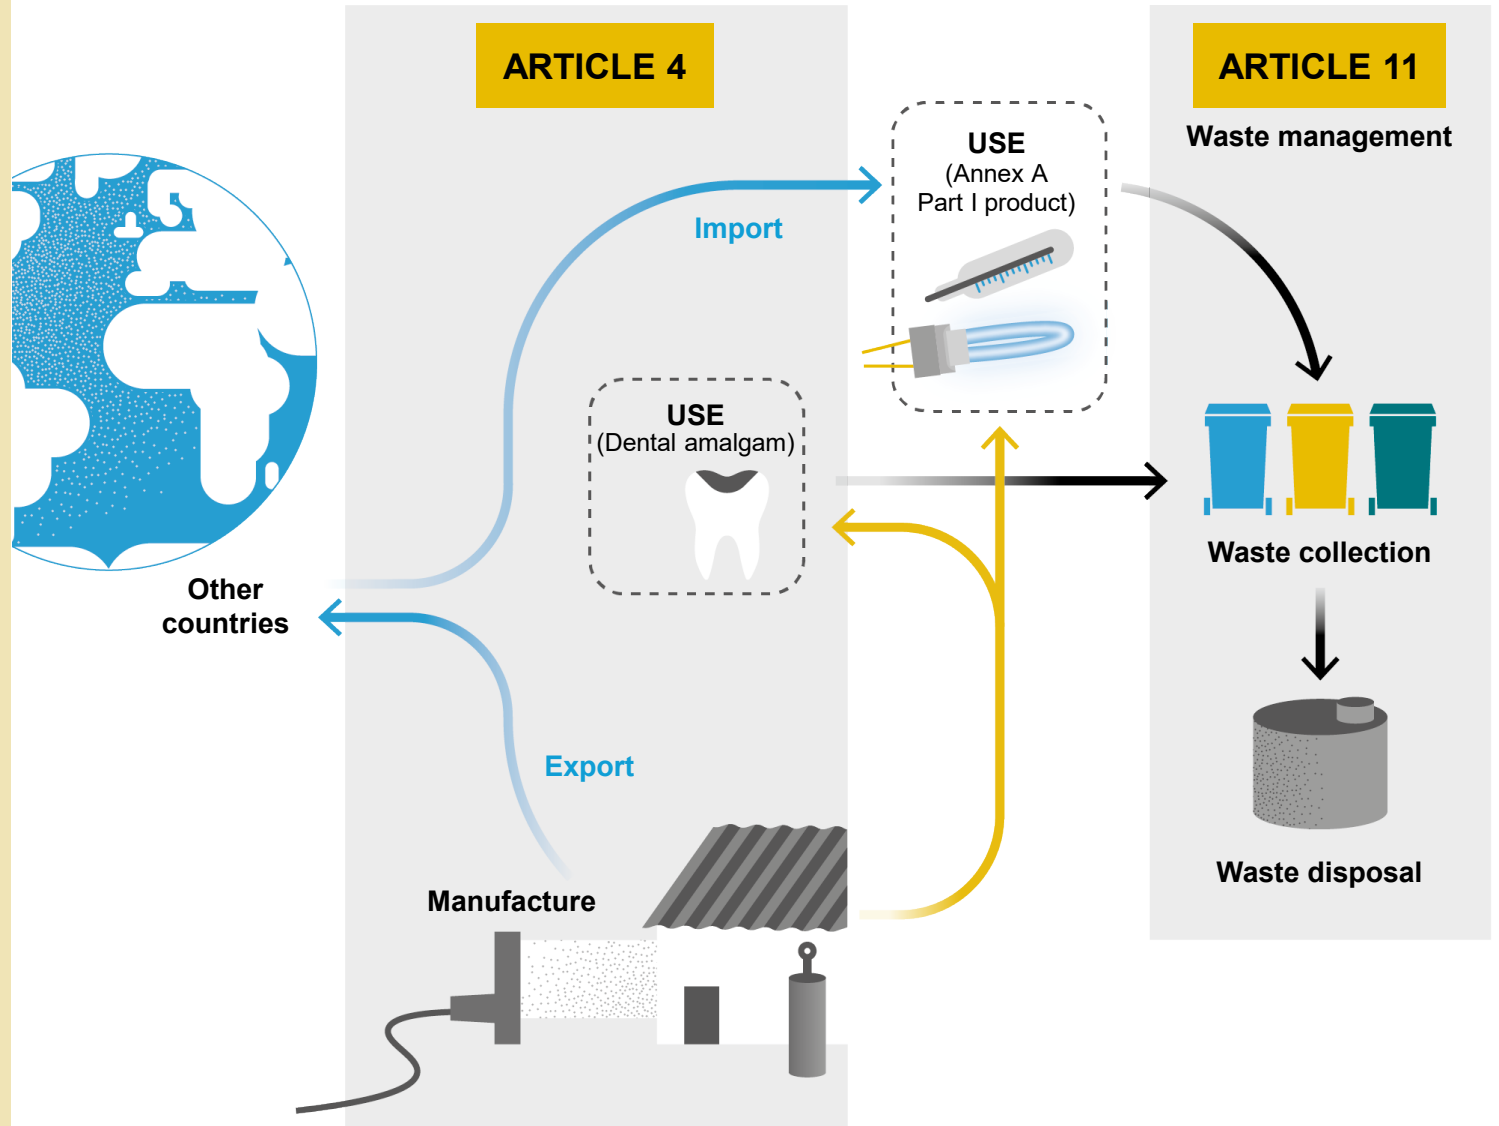 ARTICLE 4
ARTICLE 11
Waste management
USE
(Annex A
Part I product)
Import
USE
(Dental amalgam)
Waste collection
Other
countries
Export
Waste disposal
Manufacture